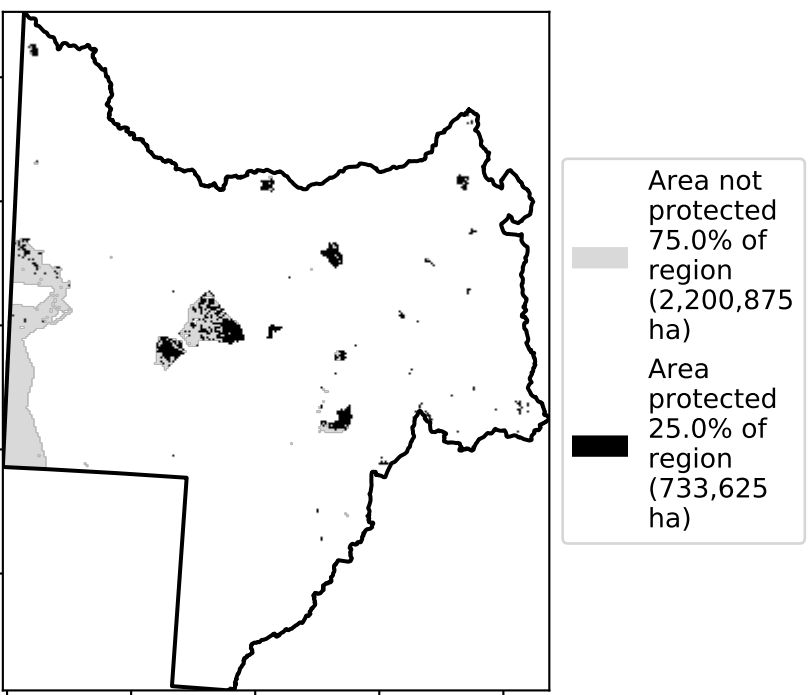 Area not
protected
75.0% of
region
(2,200,875
ha)
Area
protected
25.0% of
region
(733,625
ha)